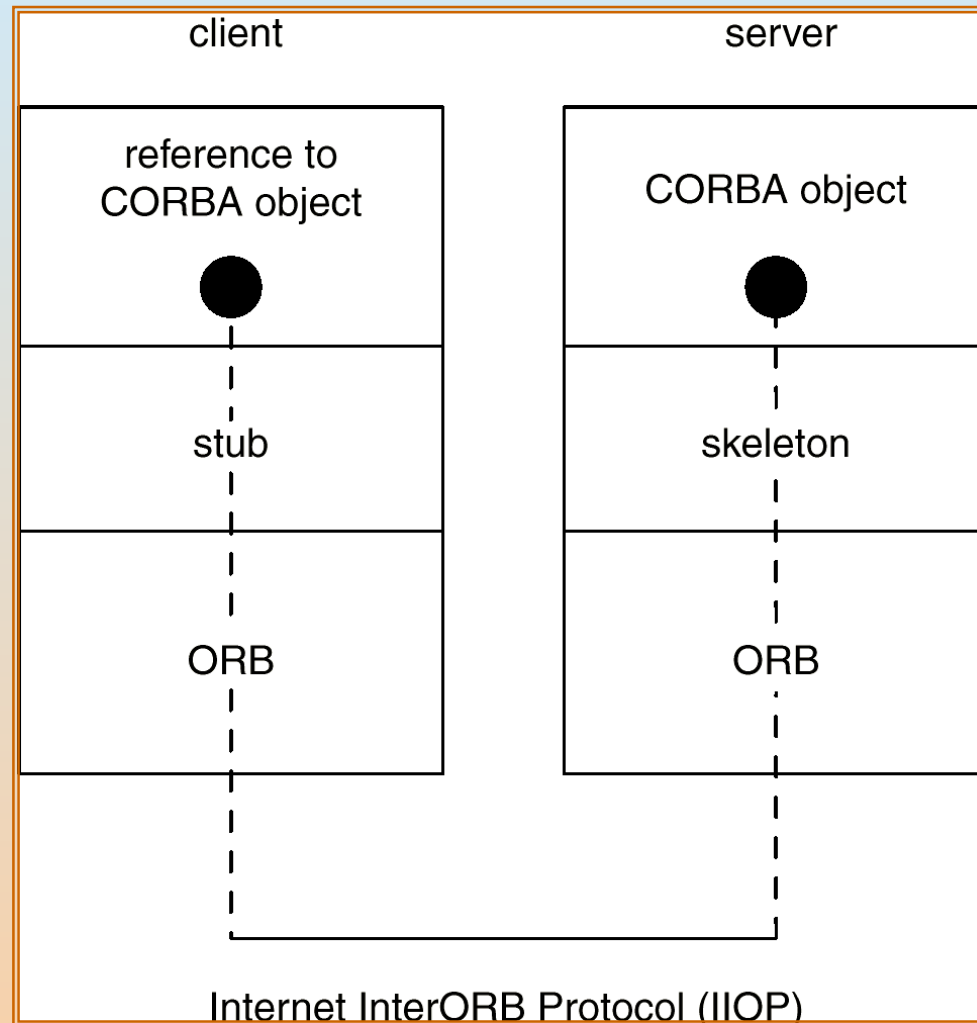 client
server
reference to
CORBA object
CORBA object
stub
skeleton
ORB
ORB
Internet InterORB Protocol (IIOP)